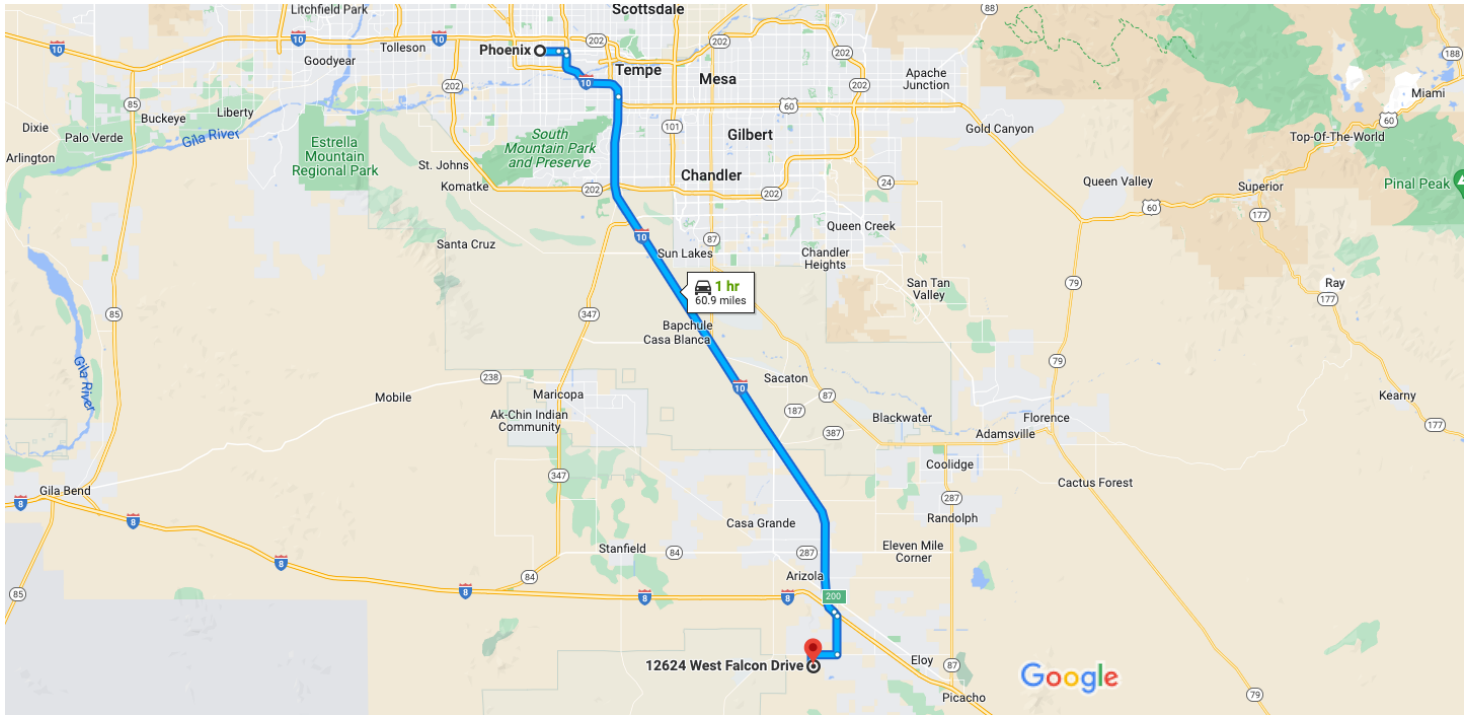 Litchfield Park
Scottsdale
88
10
10
10
Tolleson
Phoenix
202
202
188
Goodyear
Tempe
Mesa
Apache
Junction
Miami
202
10
202
60
85
Buckeye
Liberty
60
60
Dixie
Palo Verde
Gila River
101
Gilbert
Gold Canyon
Top-Of-The-World
Arlington
Estrella
Mountain
Regional Park
South
Mountain Park
and Preserve
St. Johns
Komatke
Chandler
202
202
24
Queen Valley
Superior
Pinal Peak
60
177
Queen Creek
Santa Cruz
10
87
Sun Lakes
Chandler
Heights
San Tan
Valley
79
Ray
177
1 hr
60.9 miles
85
347
Bapchule
Casa Blanca
Gila River
79
238
Sacaton
10
Mobile
Maricopa
87
Kearny
Ak-Chin Indian
Community
187
Blackwater
Florence
177
387
Adamsville
Coolidge
347
Cactus Forest
Gila Bend
8
287
8
Casa Grande
Randolph
Stanfield
84
287
Eleven Mile
Corner
8
84
Arizola
85
8
8
8
200
12624 West Falcon Drive
Eloy
87
Google
Picacho
79